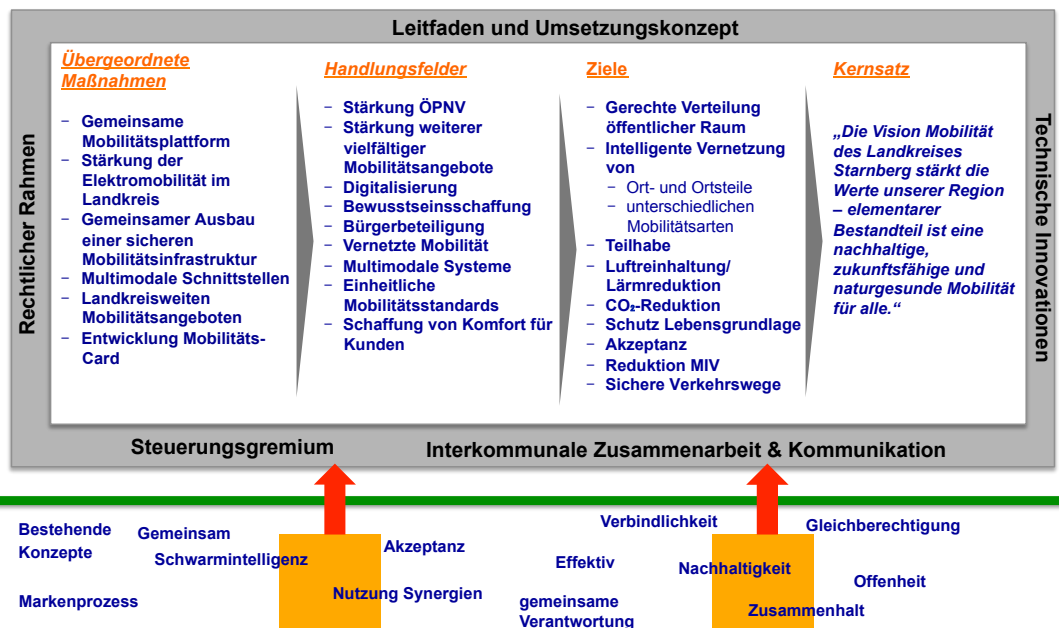 Leitfaden und Umsetzungskonzept
Rechtlicher Rahmen
Übergeordnete
Maßnahmen
– Gemeinsame
Mobilitätsplattform
– Stärkung der
Elektromobilität im
Landkreis
– Gemeinsamer Ausbau
einer sicheren
Mobilitätsinfrastruktur
– Multimodale Schnittstellen
– Landkreisweiten
Mobilitätsangeboten
– Entwicklung Mobilitäts-
Card
Handlungsfelder
– Stärkung ÖPNV
– Stärkung weiterer
vielfältiger
Mobilitätsangebote
– Digitalisierung
– Bewusstseinsschaffung
– Bürgerbeteiligung
– Vernetzte Mobilität
– Multimodale Systeme
– Einheitliche
Mobilitätsstandards
– Schaffung von Komfort für
Kunden
Ziele
– Gerechte Verteilung
öffentlicher Raum
– Intelligente Vernetzung
von
– Ort- und Ortsteile
– unterschiedlichen
Mobilitätsarten
– Teilhabe
– Luftreinhaltung/
Lärmreduktion
– CO₂-Reduktion
– Schutz Lebensgrundlage
– Akzeptanz
– Reduktion MIV
– Sichere Verkehrswege
Kernsatz
„Die Vision Mobilität
des Landkreises
Starnberg stärkt die
Werte unserer Region
– elementarer
Bestandteil ist eine
nachhaltige,
zukunftsfähige und
naturgesunde Mobilität
für alle.“
Technische Innovationen
Steuerungsgremium
Interkommunale Zusammenarbeit & Kommunikation
Bestehende
Konzepte
Gemeinsam
Schwarmintelligenz
Akzeptanz
Markenprozess
Nutzung Synergien
Verbindlichkeit
Gleichberechtigung
Effektiv
Nachhaltigkeit
Offenheit
gemeinsame
Verantwortung
Zusammenhalt